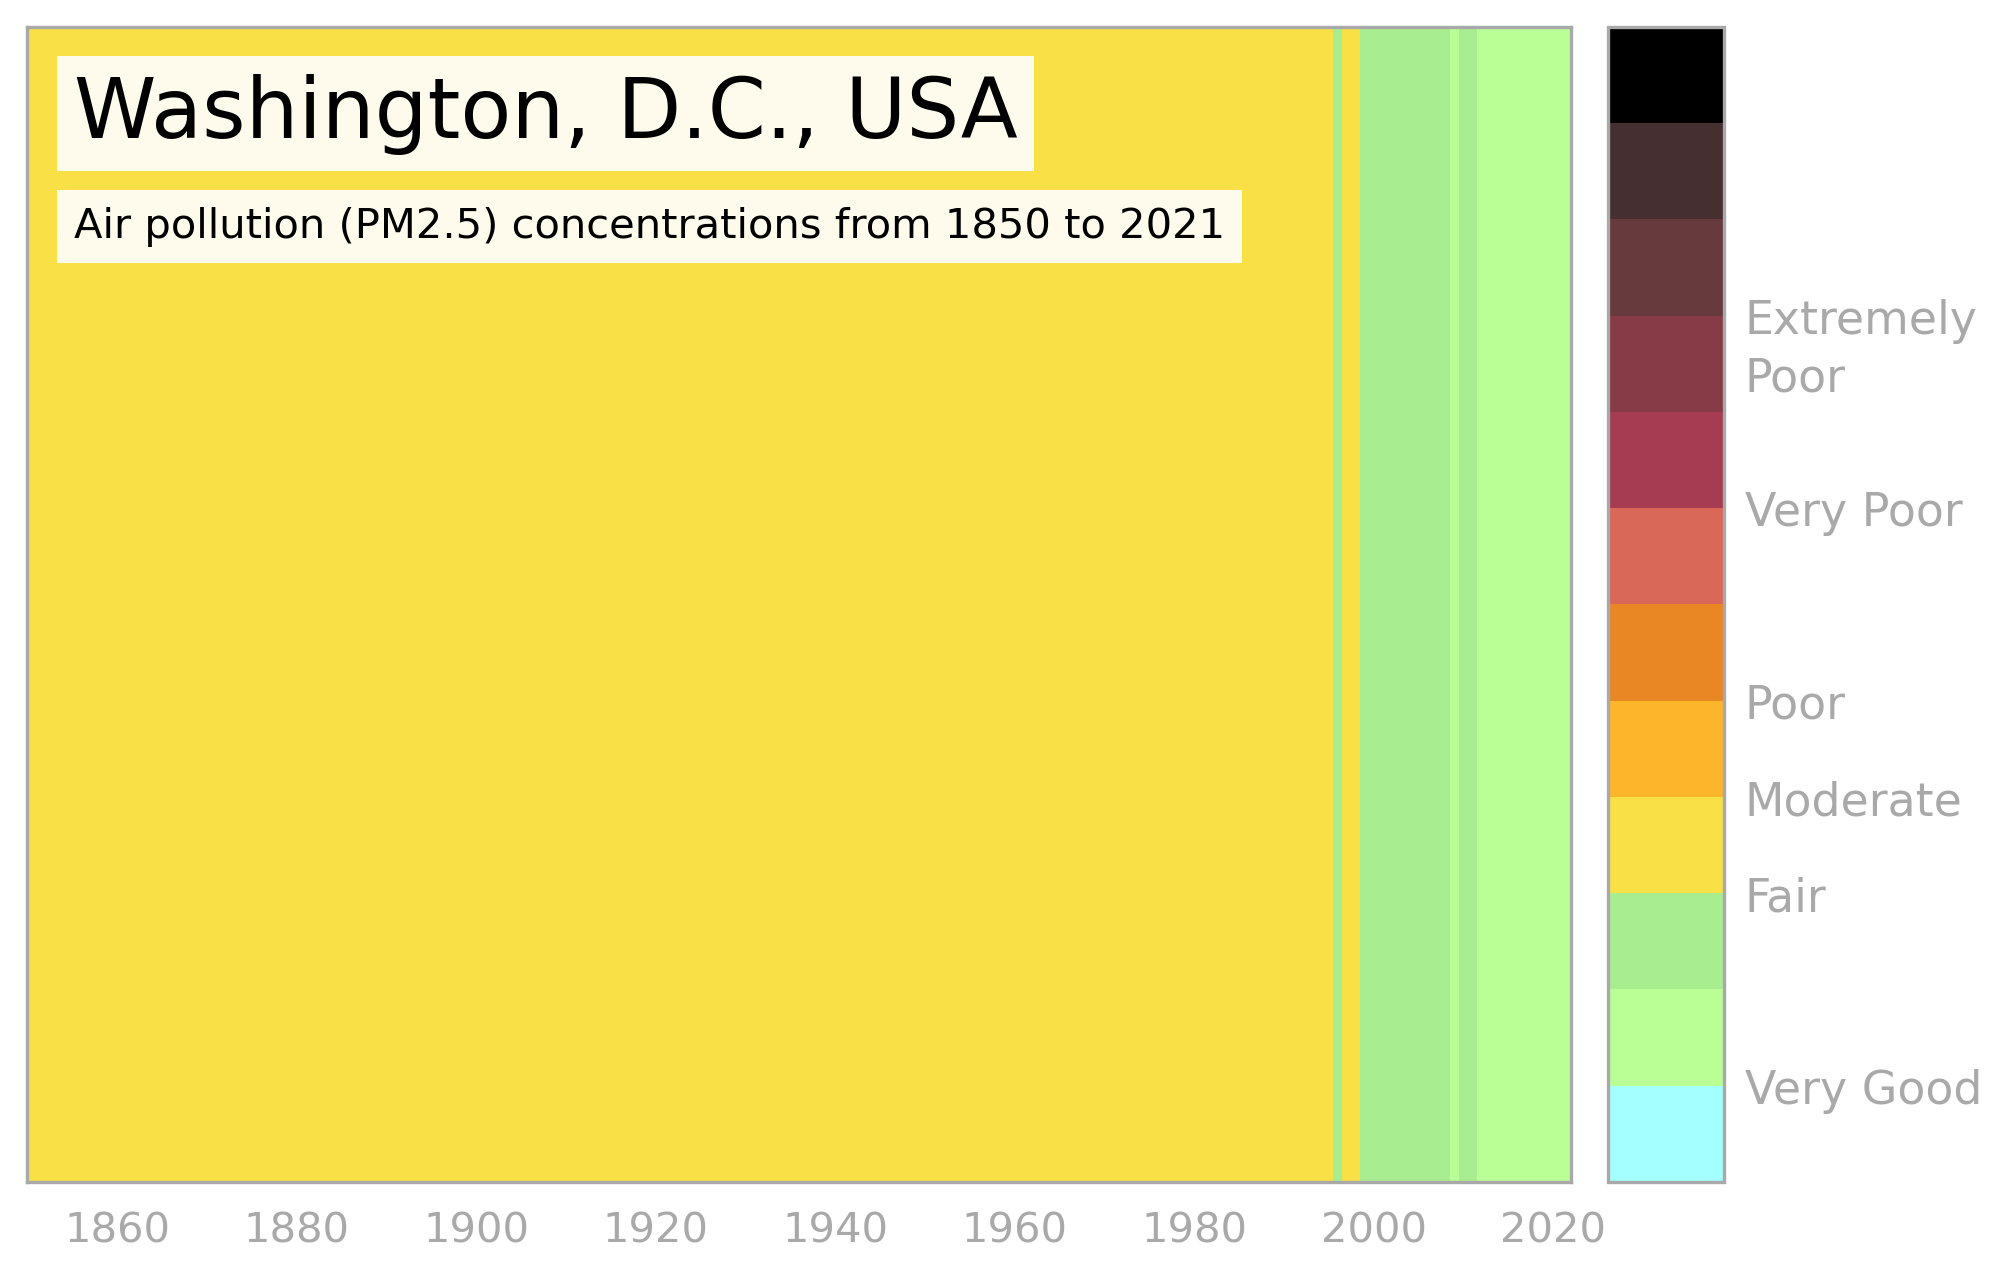 Washington, D.C., USA
Air pollution (PM2.5) concentrations from 1850 to 2021
Extremely
Poor
Very Poor
Poor
Moderate
Fair
Very Good
1860 1880 1900 1920 1940 1960 1980 2000 2020